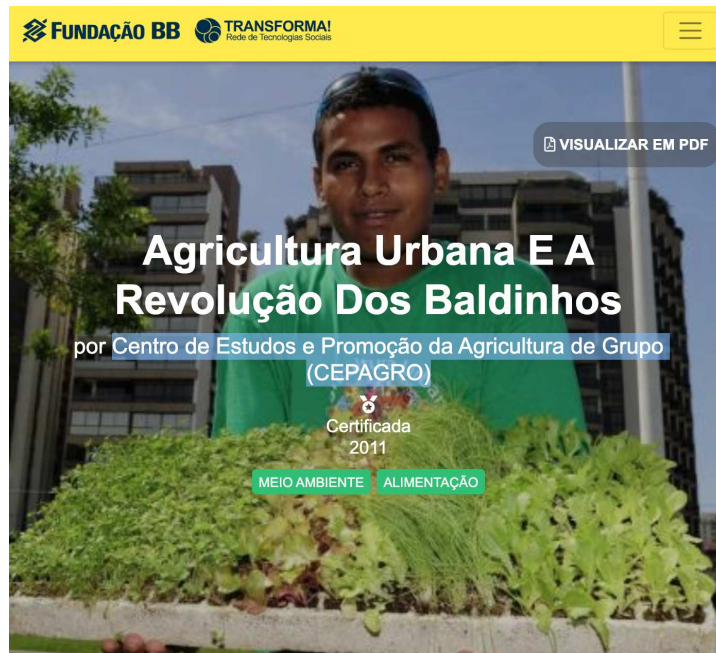 FUNDAÇÃO BB TRANSFORMA!
Rede de Tecnologias Sociais
VISUALIZAR EM PDF
Agricultura Urbana E A
Revolução Dos Baldinhos
por Centro de Estudos e Promoção da Agricultura de Grupo
(CEPAGRO)
Certificada
2011
MEIO AMBIENTE ALIMENTAÇÃO